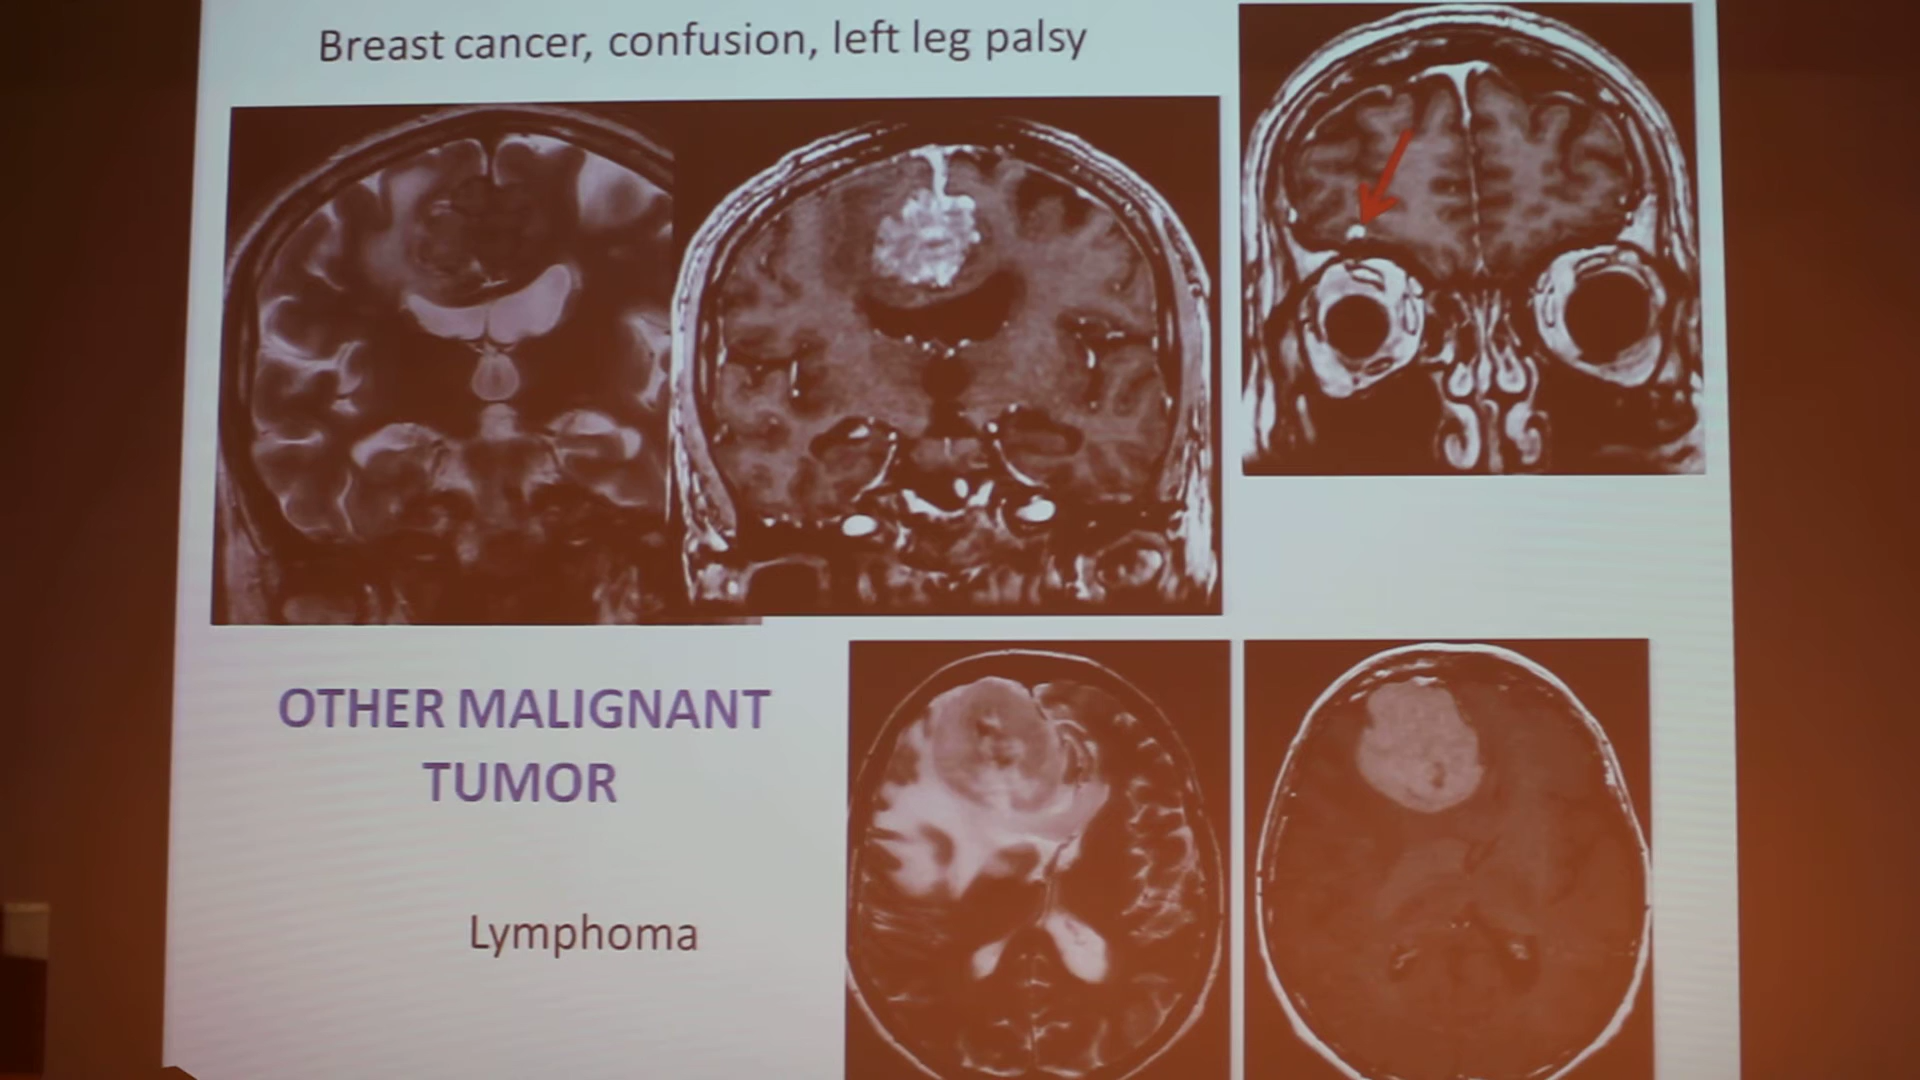 Breast cancer, confusion, left leg palsy
OTHER MALIGNANT
TUMOR
Lymphoma